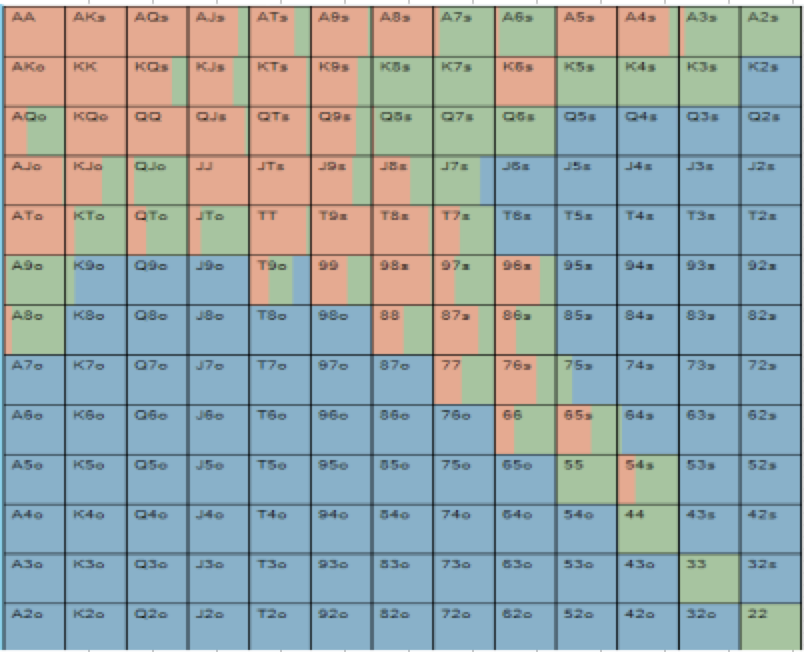 AA AKs AQs AJs ATs A9s A8s A7s A6s A5s A4s A3s A2s
AKo KK KQs KJs KTs K9s K8s K7s K6s K5s K4s K3s K2s
AQo KQo QQ QJs QTs Q9s Q8s Q7s Q6s Q5s Q4s Q3s Q2s
AJo KJo QJo JJ JTs J9s J8s J7s J6s J5s J4s J3s J2s
ATo KTo QTo JTo TT T9s T8s T7s T6s T5s T4s T3s T2s
A9o K9o Q9o J9o T9o 99 98s 97s 96s 95s 94s 93s 92s
A8o K8o Q8o J8o T8o 98o 88 87s 86s 85s 84s 83s 82s
A7o K7o Q7o J7o T7o 97o 87o 77 76s 75s 74s 73s 72s
A6o K6o Q6o J6o T6o 96o 86o 76o 66 65s 64s 63s 62s
A5o K5o Q5o J5o T5o 95o 85o 75o 65o 55 54s 53s 52s
A4o K4o Q4o J4o T4o 94o 84o 74o 64o 54o 44 43s 42s
A3o K3o Q3o J3o T3o 93o 83o 73o 63o 53o 43o 33 32s
A2o K2o Q2o J2o T2o 92o 82o 72o 62o 52o 42o 32o 22